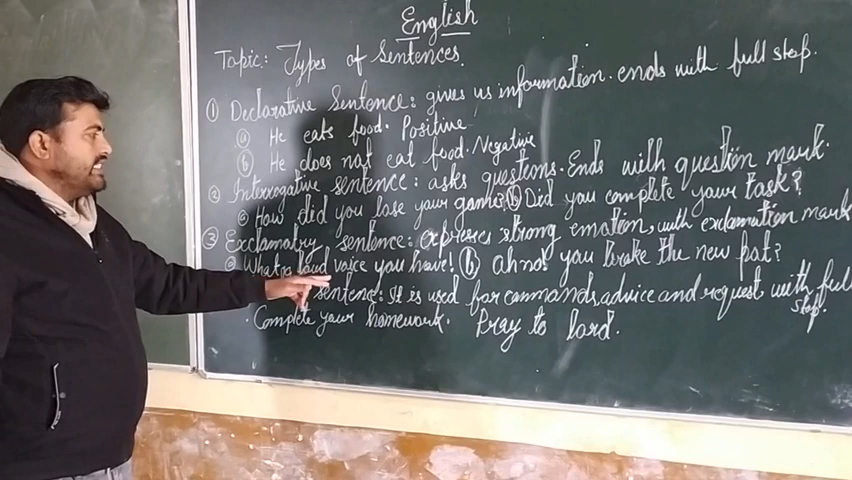 English
Topic: Types of Sentences.
① Declarative Sentence: gives us information. ends with full stop.
ⓐ He eats food. Positive
ⓑ He does not eat food. Negative
② Interrogative sentence: asks questions. Ends with question mark.
ⓐ How did you lose your game? ⓑ Did you complete your task?
③ Exclamatry sentence: expresses strong emotion, with exclamation mark
ⓐ What a loud voice you have! ⓑ ah no! you broke the new pot?
sentence: It is used for commands, advice and request with full stop.
Complete your homework. Pray to lord.